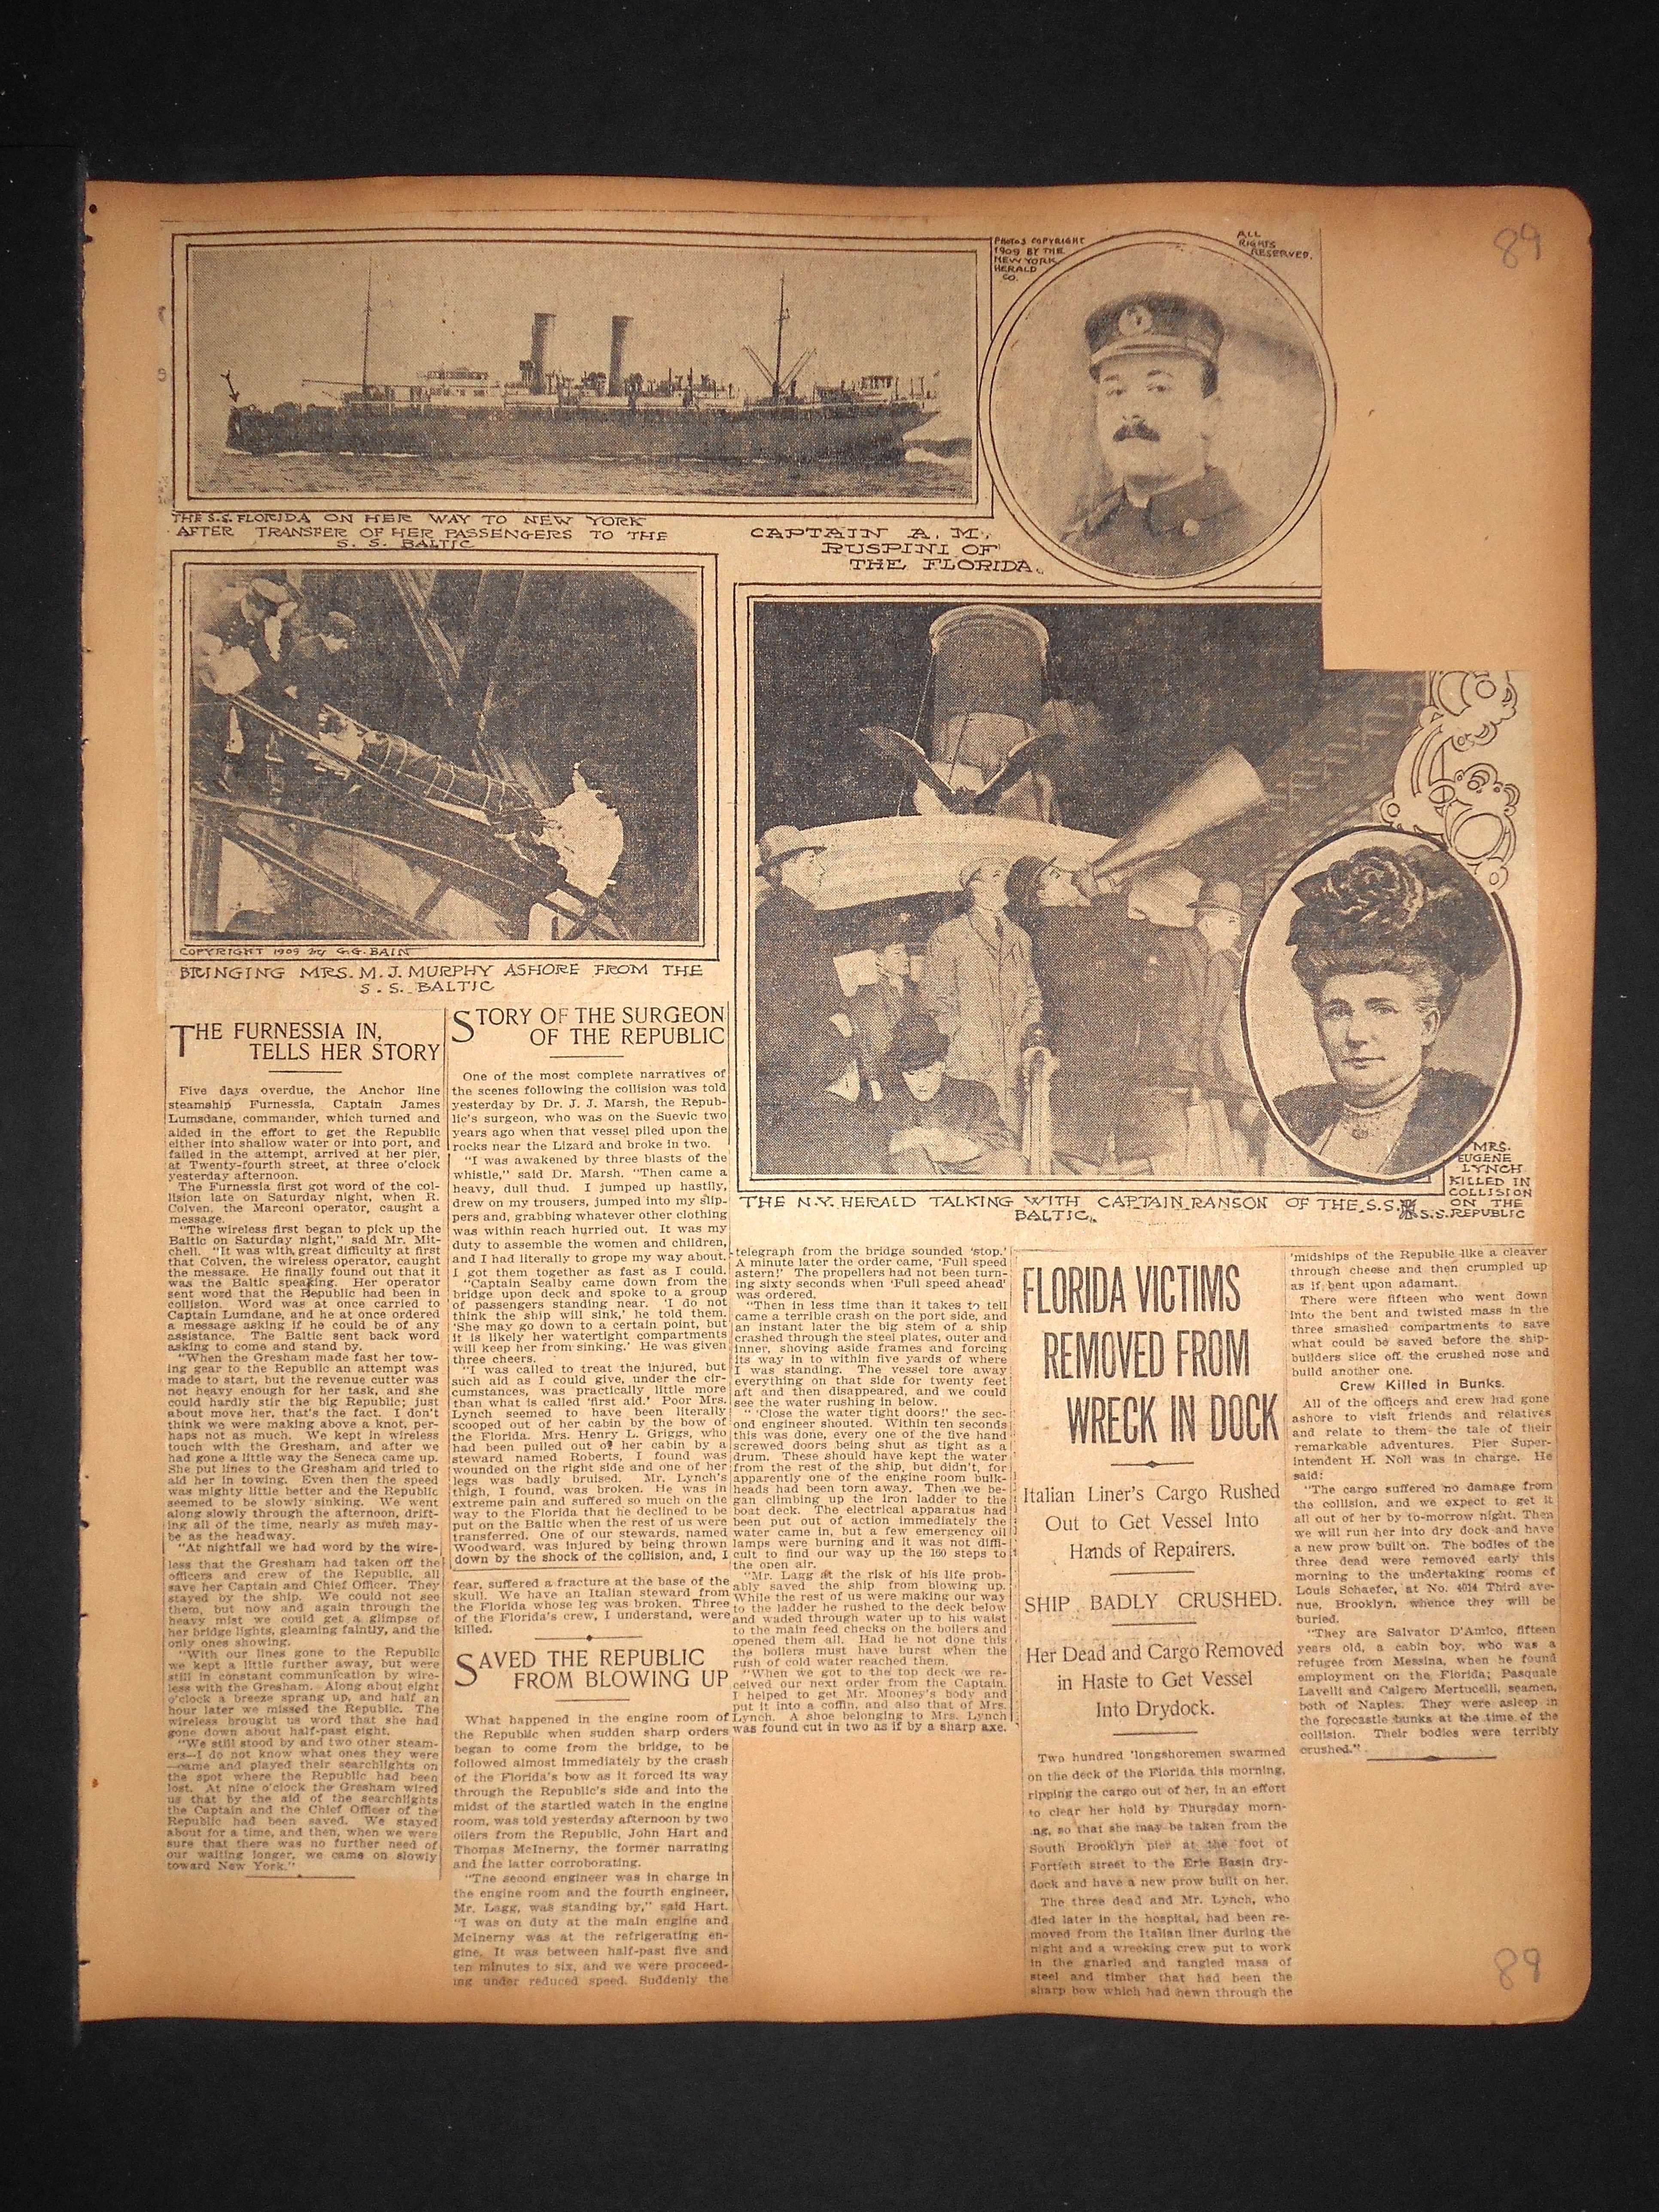 89
PHOTOS COPYRIGHT
1909 BY THE
NEW YORK
HERALD
CO.
ALL
RIGHTS
RESERVED.
THE S.S. FLORIDA ON HER WAY TO NEW YORK
AFTER TRANSFER OF HER PASSENGERS TO THE
S. S. BALTIC
CAPTAIN A. M.
RUSPINI OF
THE FLORIDA.
COPYRIGHT 1909 by G.G. BAIN
BRINGING MRS. M. J. MURPHY ASHORE FROM THE
S. S. BALTIC
THE N.Y. HERALD TALKING WITH CAPTAIN RANSON OF THE S.S.
BALTIC.
MRS.
EUGENE
LYNCH
KILLED IN
COLLISION
ON THE
S.S. REPUBLIC
THE FURNESSIA IN,
TELLS HER STORY
Five days overdue, the Anchor line
steamship Furnessia, Captain James
Lumsdane, commander, which turned and
aided in the effort to get the Republic
either into shallow water or into port, and
failed in the attempt, arrived at her pier,
at Twenty-fourth street, at three o'clock
yesterday afternoon.
The Furnessia first got word of the col-
lision late on Saturday night, when R.
Colven, the Marconi operator, caught a
message.
"The wireless first began to pick up the
Baltic on Saturday night," said Mr. Mit-
chell. "It was with great difficulty at first
that Colven, the wireless operator, caught
the message. He finally found out that it
was the Baltic speaking. Her operator
sent word that the Republic had been in
collision. Word was at once carried to
Captain Lumdane, and he at once ordered
a message asking if he could be of any
assistance. The Baltic sent back word
asking to come and stand by.
"When the Gresham made fast her tow-
ing gear to the Republic an attempt was
made to start, but the revenue cutter was
not heavy enough for her task, and she
could hardly stir the big Republic; just
about move her, that's the fact. I don't
think we were making above a knot, per-
haps not as much. We kept in wireless
touch with the Gresham, and after we
had gone a little way the Seneca came up.
She put lines to the Gresham and tried to
aid her in towing. Even then the speed
was mighty little better and the Republic
seemed to be slowly sinking. We went
along slowly through the afternoon, drift-
ing all of the time, nearly as much may-
be as the headway.
"At nightfall we had word by the wire-
less that the Gresham had taken off the
officers and crew of the Republic, all
save her Captain and Chief Officer. They
stayed by the ship. We could not see
them, but now and again through the
heavy mist we could get a glimpse of
her bridge lights, gleaming faintly, and the
only ones showing.
"With our lines gone to the Republic
we kept a little further away, but were
still in constant communication by wire-
less with the Gresham. Along about eight
o'clock a breeze sprang up, and half an
hour later we missed the Republic. The
wireless brought us word that she had
gone down about half-past eight.
"We still stood by and two other steam-
ers—I do not know what ones they were
—came and played their searchlights on
the spot where the Republic had been
lost. At nine o'clock the Gresham wired
us that by the aid of the searchlights
the Captain and the Chief Officer of the
Republic had been saved. We stayed
about for a time, and then, when we were
sure that there was no further need of
our waiting longer, we came on slowly
toward New York."
STORY OF THE SURGEON
OF THE REPUBLIC
One of the most complete narratives of
the scenes following the collision was told
yesterday by Dr. J. J. Marsh, the Repub-
lic's surgeon, who was on the Suevic two
years ago when that vessel piled upon the
rocks near the Lizard and broke in two.
"I was awakened by three blasts of the
whistle," said Dr. Marsh. "Then came a
heavy, dull thud. I jumped up hastily,
drew on my trousers, jumped into my slip-
pers and, grabbing whatever other clothing
was within reach hurried out. It was my
duty to assemble the women and children,
and I had literally to grope my way about.
I got them together as fast as I could.
"Captain Sealby came down from the
bridge upon deck and spoke to a group
of passengers standing near. 'I do not
think the ship will sink,' he told them.
'She may go down to a certain point, but
it is likely her watertight compartments
will keep her from sinking.' He was given
three cheers.
"I was called to treat the injured, but
such aid as I could give, under the cir-
cumstances, was practically little more
than what is called 'first aid.' Poor Mrs.
Lynch seemed to have been literally
scooped out of her cabin by the bow of
the Florida. Mrs. Henry L. Griggs, who
had been pulled out of her cabin by a
steward named Roberts, I found was
wounded on the right side and one of her
legs was badly bruised. Mr. Lynch's
thigh, I found, was broken. He was in
extreme pain and suffered so much on the
way to the Florida that he declined to be
put on the Baltic when the rest of us were
transferred. One of our stewards, named
Woodward, was injured by being thrown
down by the shock of the collision, and, I
fear, suffered a fracture at the base of the
skull. We have an Italian steward from
the Florida whose leg was broken. Three
of the Florida's crew, I understand, were
killed.
SAVED THE REPUBLIC
FROM BLOWING UP
What happened in the engine room of
the Republic when sudden sharp orders
began to come from the bridge, to be
followed almost immediately by the crash
of the Florida's bow as it forced its way
through the Republic's side and into the
midst of the startled watch in the engine
room, was told yesterday afternoon by two
oilers from the Republic, John Hart and
Thomas McInerny, the former narrating
and the latter corroborating.
"The second engineer was in charge in
the engine room and the fourth engineer,
Mr. Lagg, was standing by," said Hart.
"I was on duty at the main engine and
McInerny was at the refrigerating en-
gine. It was between half-past five and
ten minutes to six, and we were proceed-
ing under reduced speed. Suddenly the
telegraph from the bridge sounded 'stop.'
A minute later the order came, 'Full speed
astern!' The propellers had not been turn-
ing sixty seconds when 'Full speed ahead'
was ordered.
"Then in less time than it takes to tell
came a terrible crash on the port side, and
an instant later the big stem of a ship
crashed through the steel plates, outer and
inner, shoving aside frames and forcing
its way in to within five yards of where
I was standing. The vessel tore away
everything on that side for twenty feet
aft and then disappeared, and we could
see the water rushing in below.
" 'Close the water tight doors!' the sec-
ond engineer shouted. Within ten seconds
this was done, every one of the five hand
screwed doors being shut as tight as a
drum. These should have kept the water
from the rest of the ship, but didn't, for
apparently one of the engine room bulk-
heads had been torn away. Then we be-
gan climbing up the iron ladder to the
boat deck. The electrical apparatus had
been put out of action immediately the
water came in, but a few emergency oil
lamps were burning and it was not diffi-
cult to find our way up the 160 steps to
the open air.
"Mr. Lagg at the risk of his life prob-
ably saved the ship from blowing up.
While the rest of us were making our way
to the ladder he rushed to the deck below
and waded through water up to his waist
to the main feed checks on the boilers and
opened them all. Had he not done this
the boilers must have burst when the
rush of cold water reached them.
"When we got to the top deck we re-
ceived our next order from the Captain.
I helped to get Mr. Mooney's body and
put it into a coffin, and also that of Mrs.
Lynch. A shoe belonging to Mrs. Lynch
was found cut in two as if by a sharp axe.
FLORIDA VICTIMS
REMOVED FROM
WRECK IN DOCK
Italian Liner's Cargo Rushed
Out to Get Vessel Into
Hands of Repairers.
SHIP BADLY CRUSHED.
Her Dead and Cargo Removed
in Haste to Get Vessel
Into Drydock.
Two hundred 'longshoremen swarmed
on the deck of the Florida this morning,
ripping the cargo out of her, in an effort
to clear her hold by Thursday morn-
ng, so that she may be taken from the
South Brooklyn pier at the foot of
Fortieth street to the Erie Basin dry-
dock and have a new prow built on her.
The three dead and Mr. Lynch, who
died later in the hospital, had been re-
moved from the Italian liner during the
night and a wrecking crew put to work
in the gnarled and tangled mass of
steel and timber that had been the
sharp bow which had hewn through the
'midships of the Republic like a cleaver
through cheese and then crumpled up
as if bent upon adamant.
There were fifteen who went down
into the bent and twisted mass in the
three smashed compartments to save
what could be saved before the ship-
builders slice off the crushed nose and
build another one.
Crew Killed in Bunks.
All of the officers and crew had gone
ashore to visit friends and relatives
and relate to them the tale of their
remarkable adventures. Pier Super-
intendent H. Noll was in charge. He
said:
"The cargo suffered no damage from
the collision, and we expect to get it
all out of her by to-morrow night. Then
we will run her into dry dock and have
a new prow built on. The bodies of the
three dead were removed early this
morning to the undertaking rooms of
Louis Schaefer, at No. 4014 Third ave-
nue, Brooklyn, whence they will be
buried.
"They are Salvator D'Amico, fifteen
years old, a cabin boy, who was a
refugee from Messina, when he found
employment on the Florida; Pasquale
Lavelli and Calgero Mertucelli, seamen,
both of Naples. They were asleep in
the forecastle bunks at the time of the
collision. Their bodies were terribly
crushed."
89